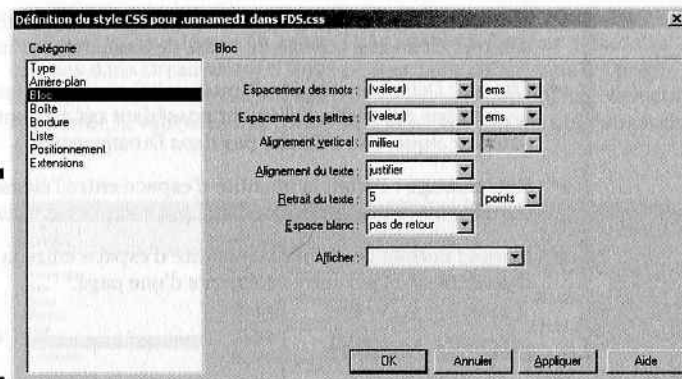 Définition du style CSS pour .unnamed1 dans FDS.css
Catégorie
Type
Arrière-plan
Bloc
Boîte
Bordure
Liste
Positionnement
Extensions
Bloc
Espacement des mots : (valeur) ems
Espacement des lettres : (valeur) ems
Alignement vertical : milieu
Alignement du texte : justifier
Retrait du texte : 5 points
Espace blanc : pas de retour
Afficher :
OK Annuler Appliquer Aide